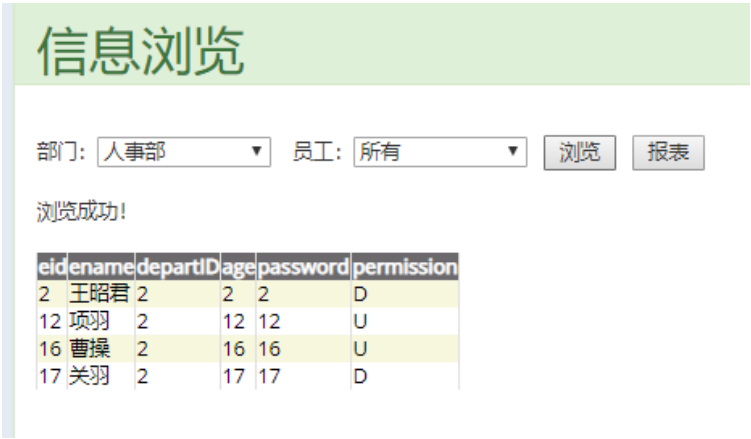 信息浏览
部门: 人事部 员工: 所有 浏览 报表
浏览成功!
eid ename departID age password permission
2 王昭君 2 2 2 D
12 项羽 2 12 12 U
16 曹操 2 16 16 U
17 关羽 2 17 17 D